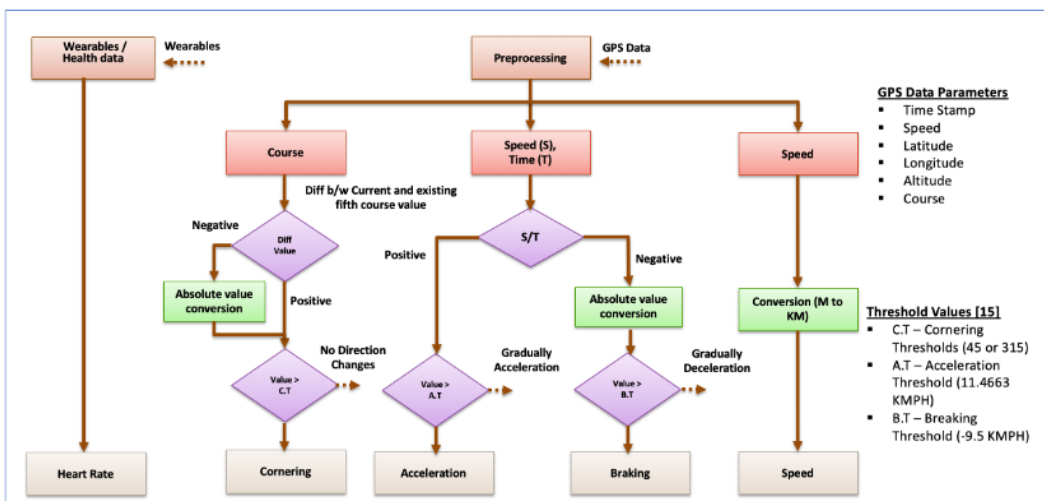 Wearables /
Health data
Wearables
Preprocessing
GPS Data
GPS Data Parameters
▪ Time Stamp
▪ Speed
▪ Latitude
▪ Longitude
▪ Altitude
▪ Course
Course
Speed (S),
Time (T)
Speed
Diff b/w Current and existing
fifth course value
Negative
Diff
Value
Positive
S/T
Negative
Absolute value
conversion
Positive
Absolute value
conversion
Conversion (M to
KM)
Threshold Values [15]
▪ C.T – Cornering
Thresholds (45 or 315)
▪ A.T – Acceleration
Threshold (11.4663
KMPH)
▪ B.T – Breaking
Threshold (-9.5 KMPH)
No Direction
Changes
Value >
C.T
Gradually
Acceleration
Value >
A.T
Gradually
Deceleration
Value >
B.T
Heart Rate
Cornering
Acceleration
Braking
Speed